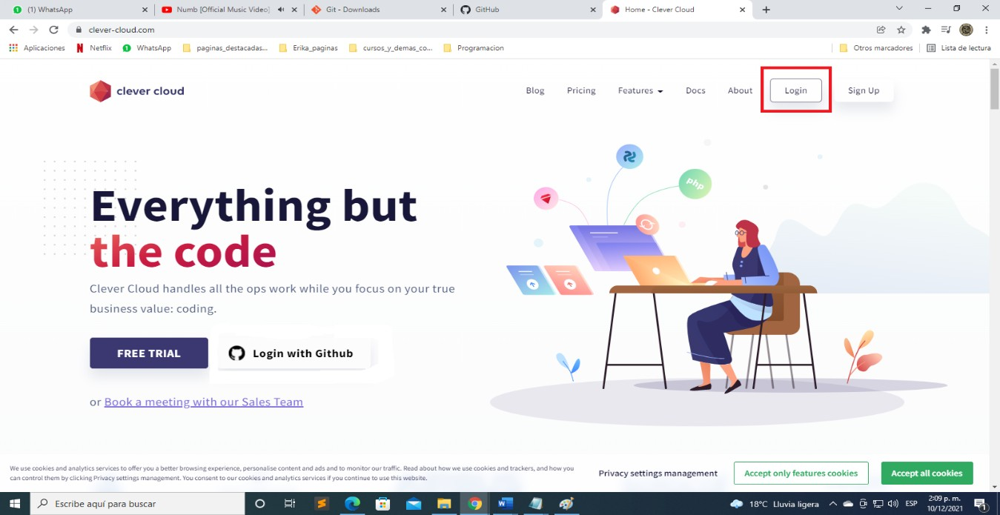 (1) WhatsApp
Numb [Official Music Video]
Git - Downloads
GitHub
Home - Clever Cloud
clever-cloud.com
Aplicaciones
Netflix
WhatsApp
paginas_destacadas...
Erika_paginas
cursos_y_demas_co...
Programacion
Otros marcadores
Lista de lectura
clever cloud
Blog
Pricing
Features
Docs
About
Login
Sign Up
php
Everything but
the code
Clever Cloud handles all the ops work while you focus on your true
business value: coding.
FREE TRIAL
Login with Github
or Book a meeting with our Sales Team
We use cookies and analytics services to offer you a better browsing experience, personalise content and ads and to monitor our traffic. Read about how we use cookies and trackers, and how you
can control them by clicking Privacy settings management. You consent to our cookies and analytics services if you continue to use this website.
Privacy settings management
Accept only features cookies
Accept all cookies
Escribe aquí para buscar
18°C Lluvia ligera
ESP
2:09 p. m.
10/12/2021
1